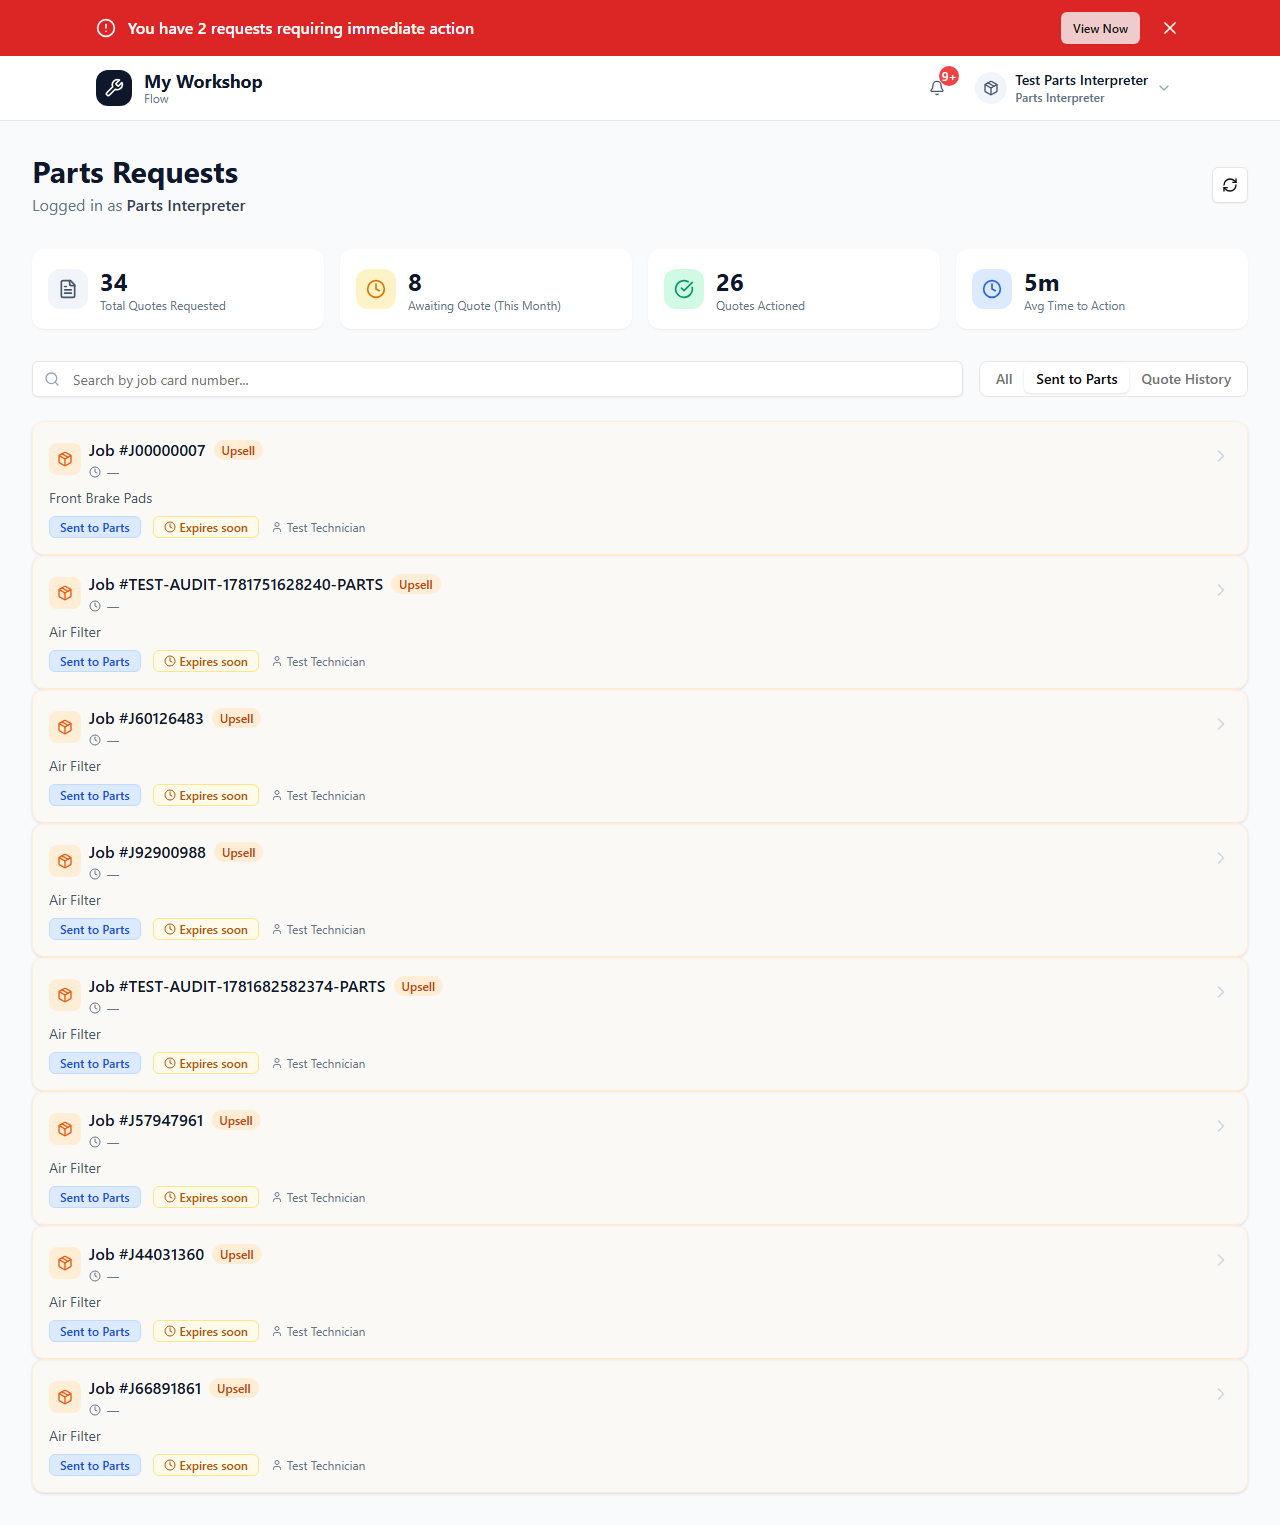 You have 2 requests requiring immediate action
View Now
My Workshop
Flow
9+
Test Parts Interpreter
Parts Interpreter
Parts Requests
Logged in as Parts Interpreter
34
Total Quotes Requested
8
Awaiting Quote (This Month)
26
Quotes Actioned
5m
Avg Time to Action
Search by job card number...
All
Sent to Parts
Quote History
Job #J00000007 Upsell
—
Front Brake Pads
Sent to Parts Expires soon Test Technician
Job #TEST-AUDIT-1781751628240-PARTS Upsell
—
Air Filter
Sent to Parts Expires soon Test Technician
Job #J60126483 Upsell
—
Air Filter
Sent to Parts Expires soon Test Technician
Job #J92900988 Upsell
—
Air Filter
Sent to Parts Expires soon Test Technician
Job #TEST-AUDIT-1781682582374-PARTS Upsell
—
Air Filter
Sent to Parts Expires soon Test Technician
Job #J57947961 Upsell
—
Air Filter
Sent to Parts Expires soon Test Technician
Job #J44031360 Upsell
—
Air Filter
Sent to Parts Expires soon Test Technician
Job #J66891861 Upsell
—
Air Filter
Sent to Parts Expires soon Test Technician